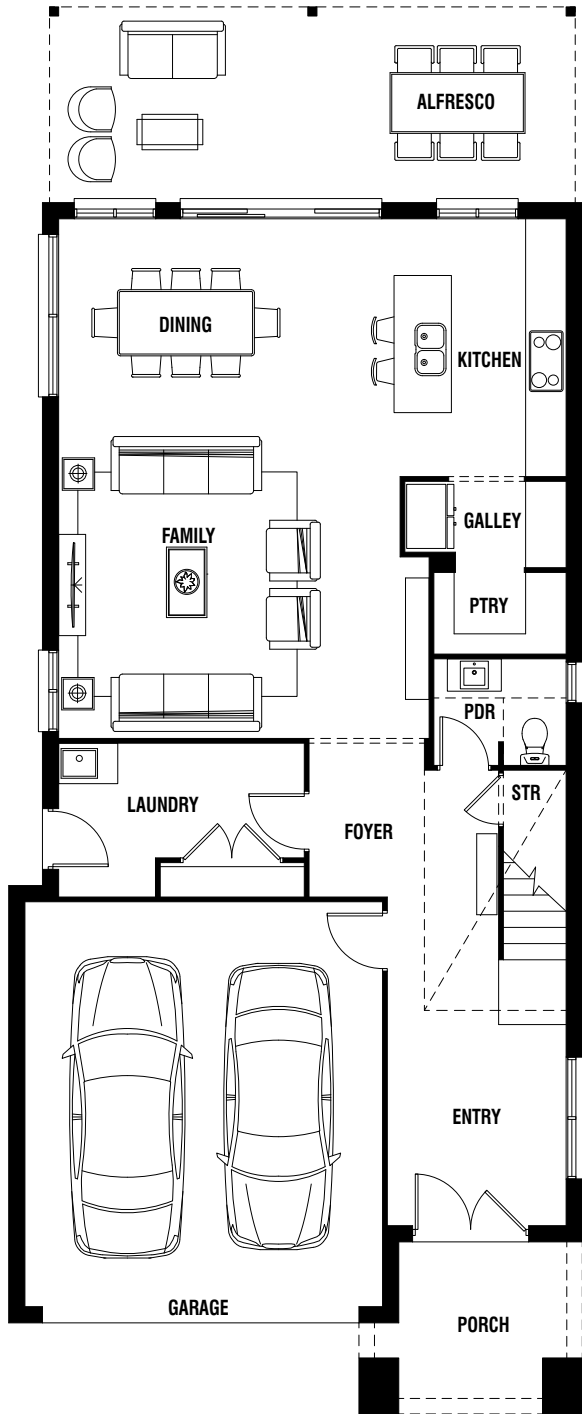 ALFRESCO
DINING
KITCHEN
GALLEY
FAMILY
PTRY
PDR
STR
LAUNDRY
FOYER
ENTRY
GARAGE
PORCH